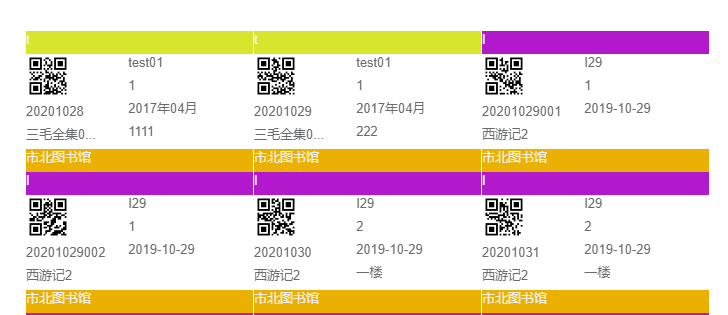 t
test01
1
20201028
2017年04月
三毛全集0...
1111
市北图书馆
t
test01
1
20201029
2017年04月
三毛全集0...
222
市北图书馆
I
I29
1
20201029001
2019-10-29
西游记2
市北图书馆
I
I29
1
20201029002
2019-10-29
西游记2
市北图书馆
I
I29
2
20201030
2019-10-29
西游记2
一楼
市北图书馆
I
I29
2
20201031
2019-10-29
西游记2
一楼
市北图书馆